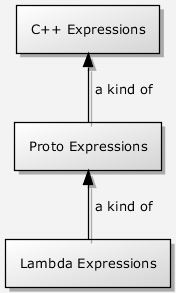 C++ Expressions
a kind of
Proto Expressions
a kind of
Lambda Expressions